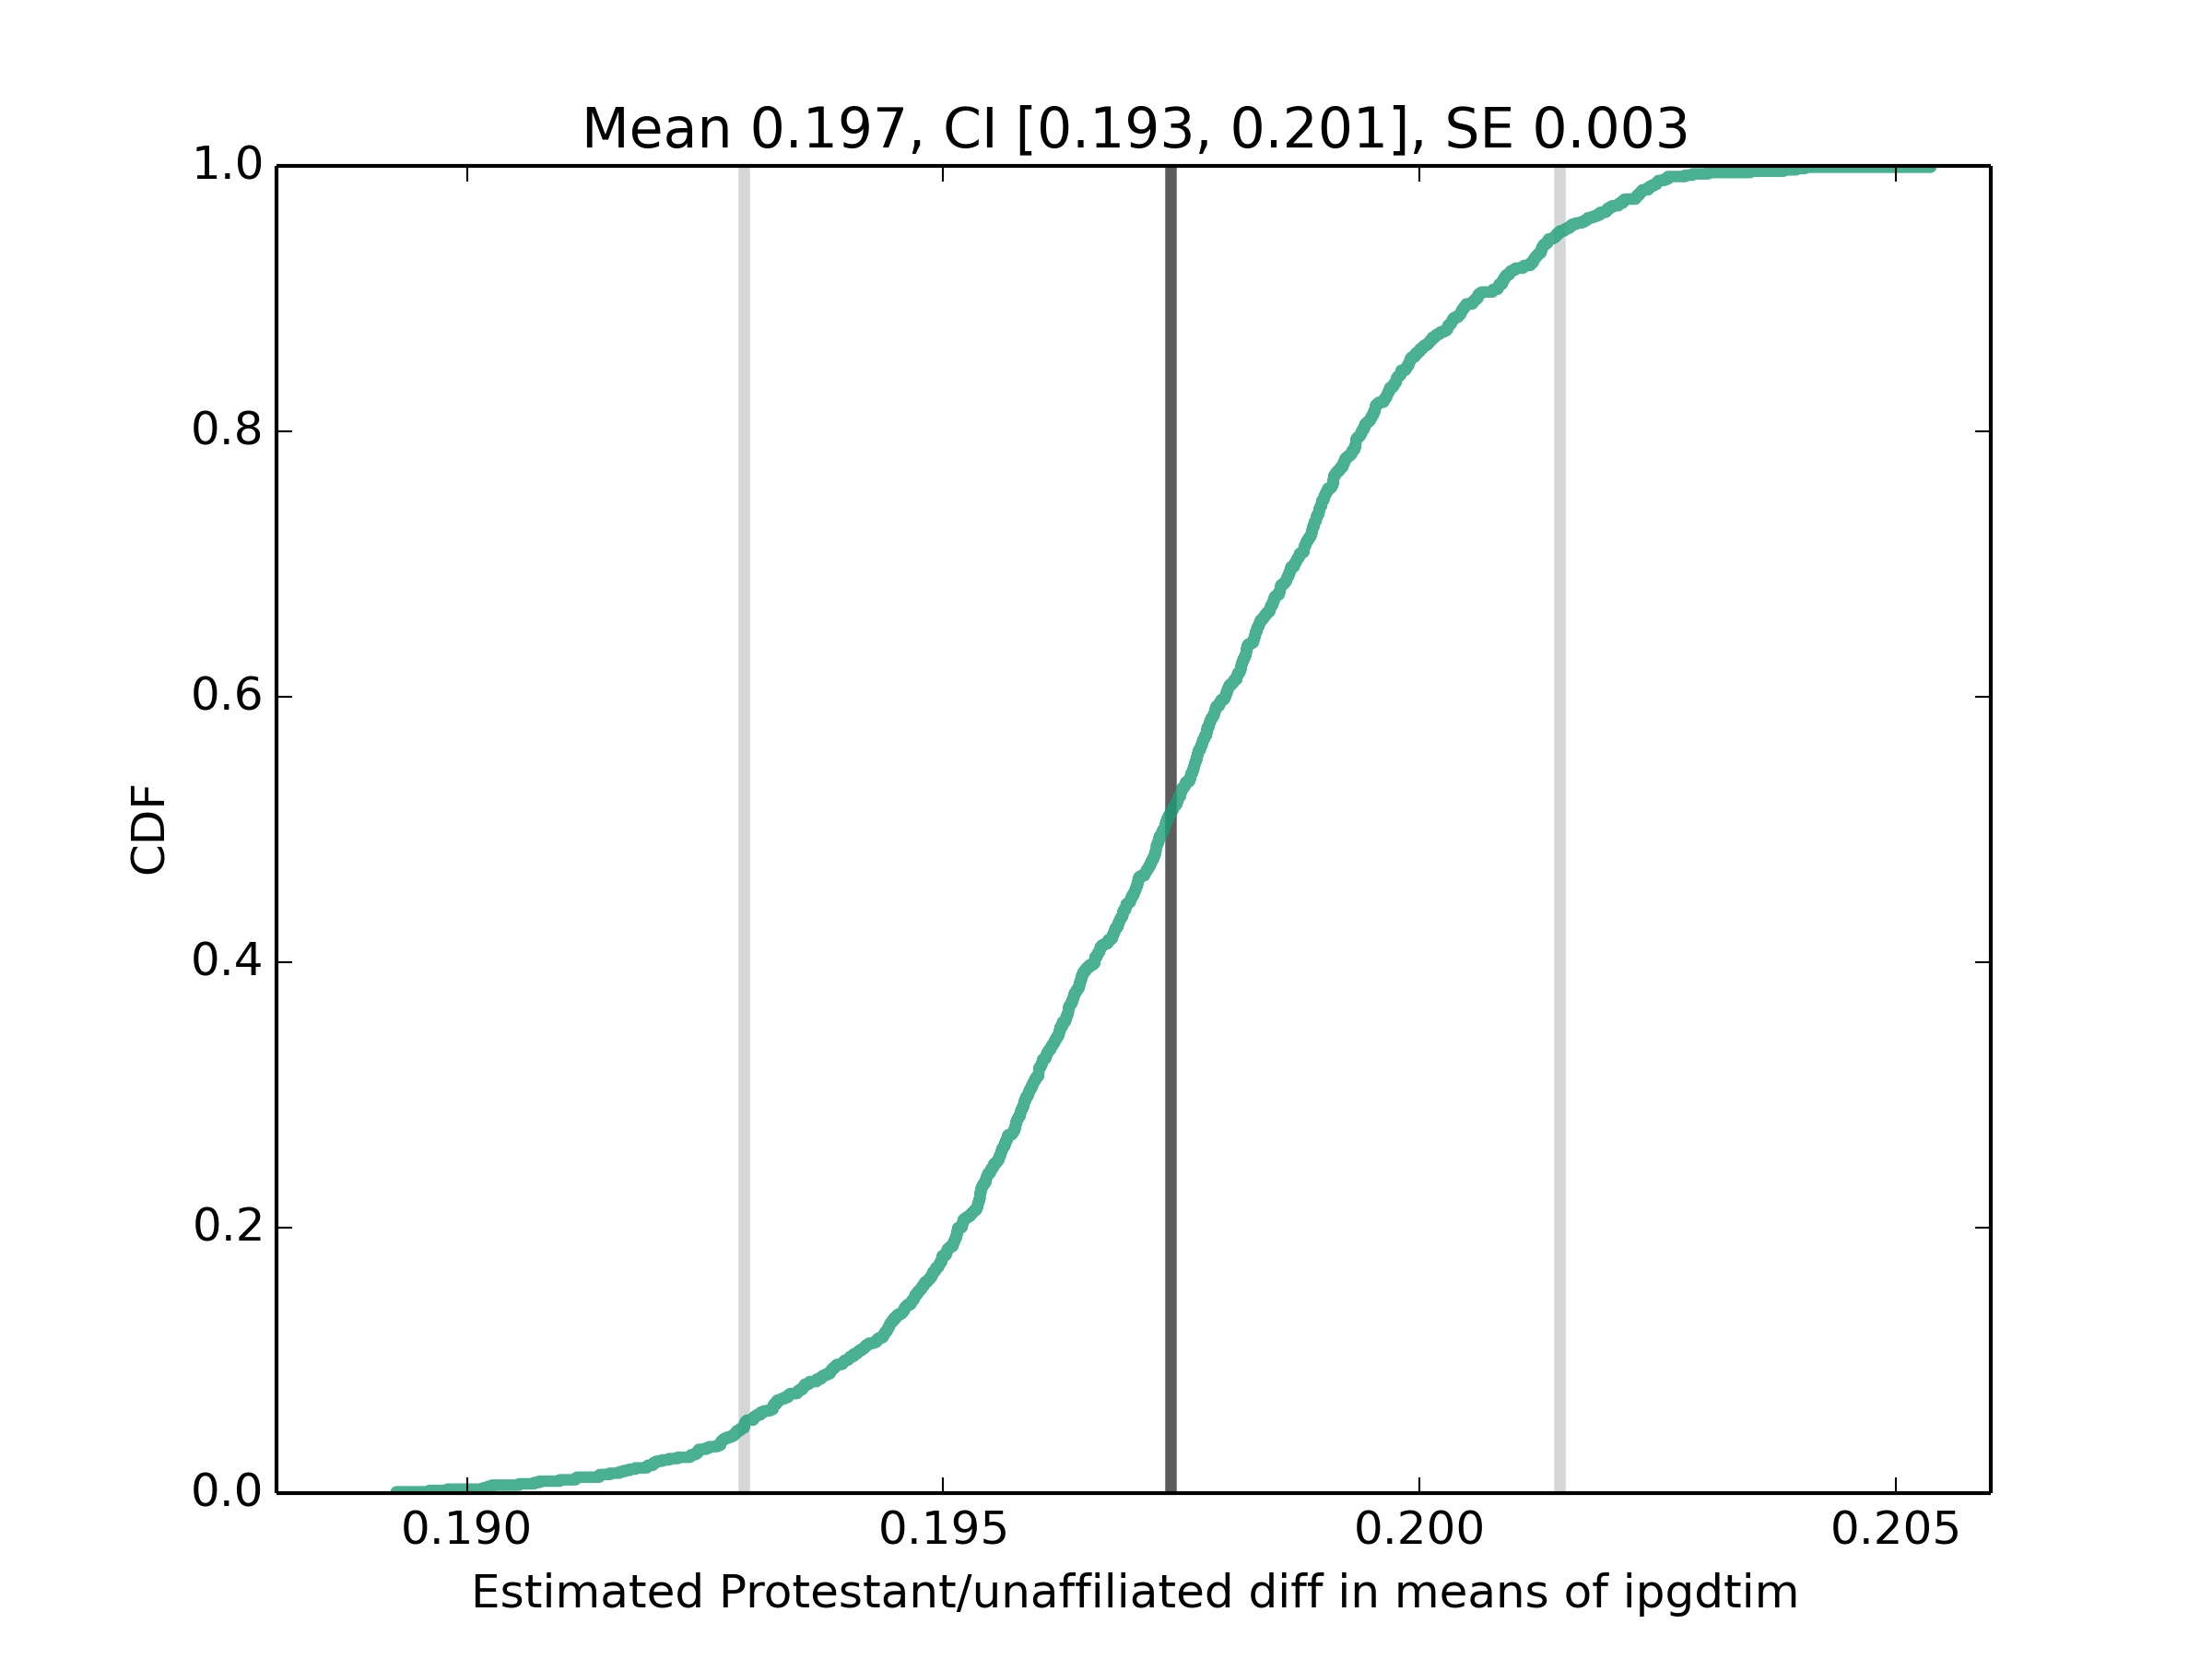 Mean 0.197, CI [0.193, 0.201], SE 0.003
1.0
0.8
0.6
0.4
0.2
0.0
CDF
0.190 0.195 0.200 0.205
Estimated Protestant/unaffiliated diff in means of ipgdtim